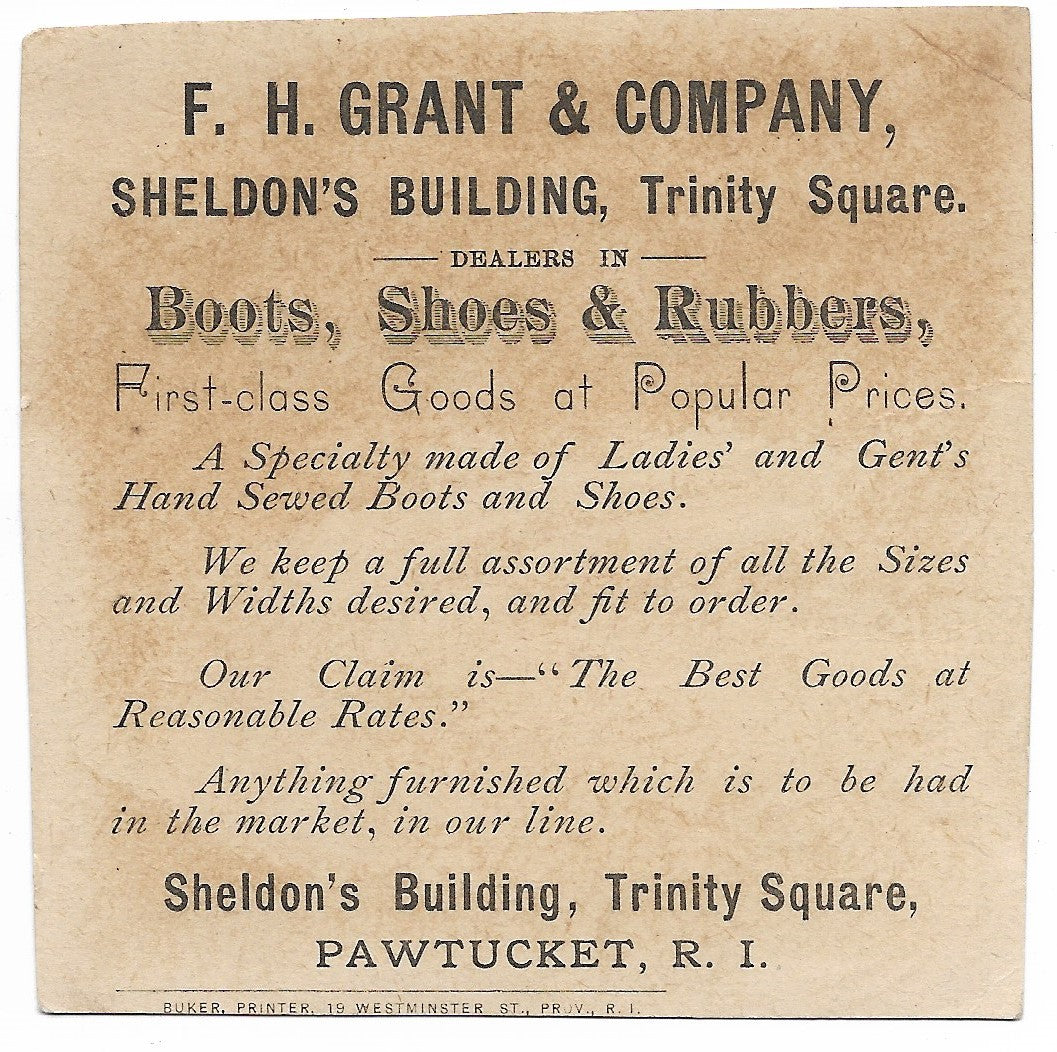 F. H. GRANT & COMPANY,
SHELDON'S BUILDING, Trinity Square.
DEALERS IN
Boots, Shoes & Rubbers,
First-class Goods at Popular Prices.
A Specialty made of Ladies' and Gent's
Hand Sewed Boots and Shoes.
We keep a full assortment of all the Sizes
and Widths desired, and fit to order.
Our Claim is—“The Best Goods at
Reasonable Rates.”
Anything furnished which is to be had
in the market, in our line.
Sheldon's Building, Trinity Square,
PAWTUCKET, R. I.
BUKER, PRINTER, 19 WESTMINSTER ST., PROV., R. I.